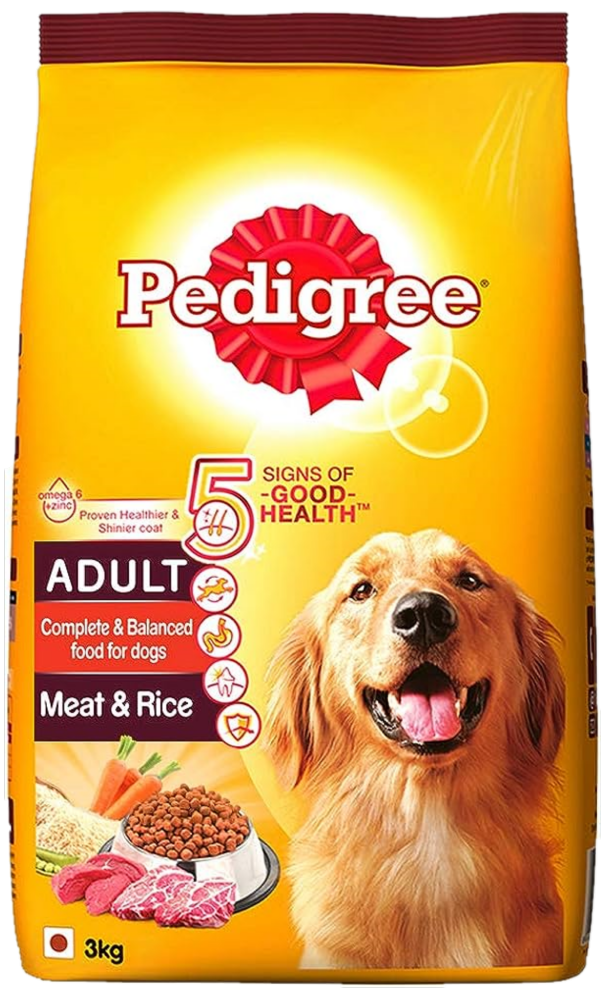 Pedigree®
5 SIGNS OF
-GOOD-
HEALTH™
omega 6
+zinc
Proven Healthier &
Shinier coat
ADULT
Complete & Balanced
food for dogs
Meat & Rice
3kg